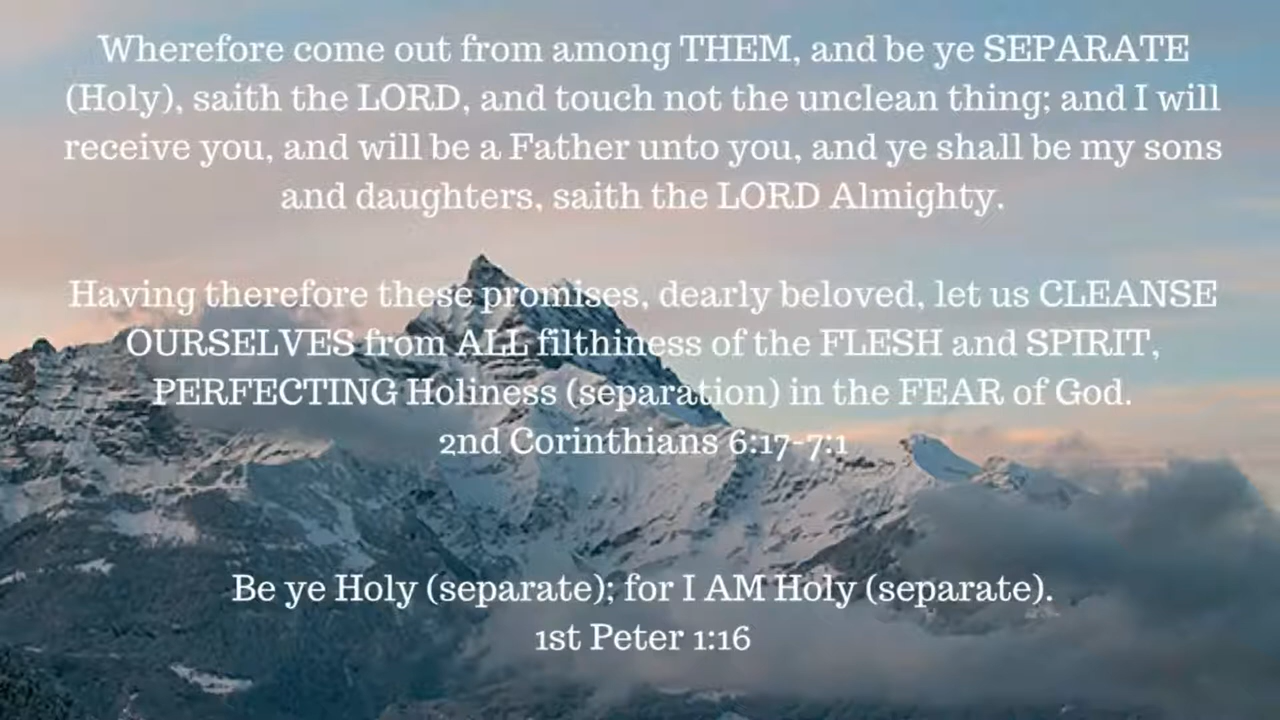 Wherefore come out from among THEM, and be ye SEPARATE
(Holy), saith the LORD, and touch not the unclean thing; and I will
receive you, and will be a Father unto you, and ye shall be my sons
and daughters, saith the LORD Almighty.
Having therefore these promises, dearly beloved, let us CLEANSE
OURSELVES from ALL filthiness of the FLESH and SPIRIT,
PERFECTING Holiness (separation) in the FEAR of God.
2nd Corinthians 6:17-7:1
Be ye Holy (separate); for I AM Holy (separate).
1st Peter 1:16